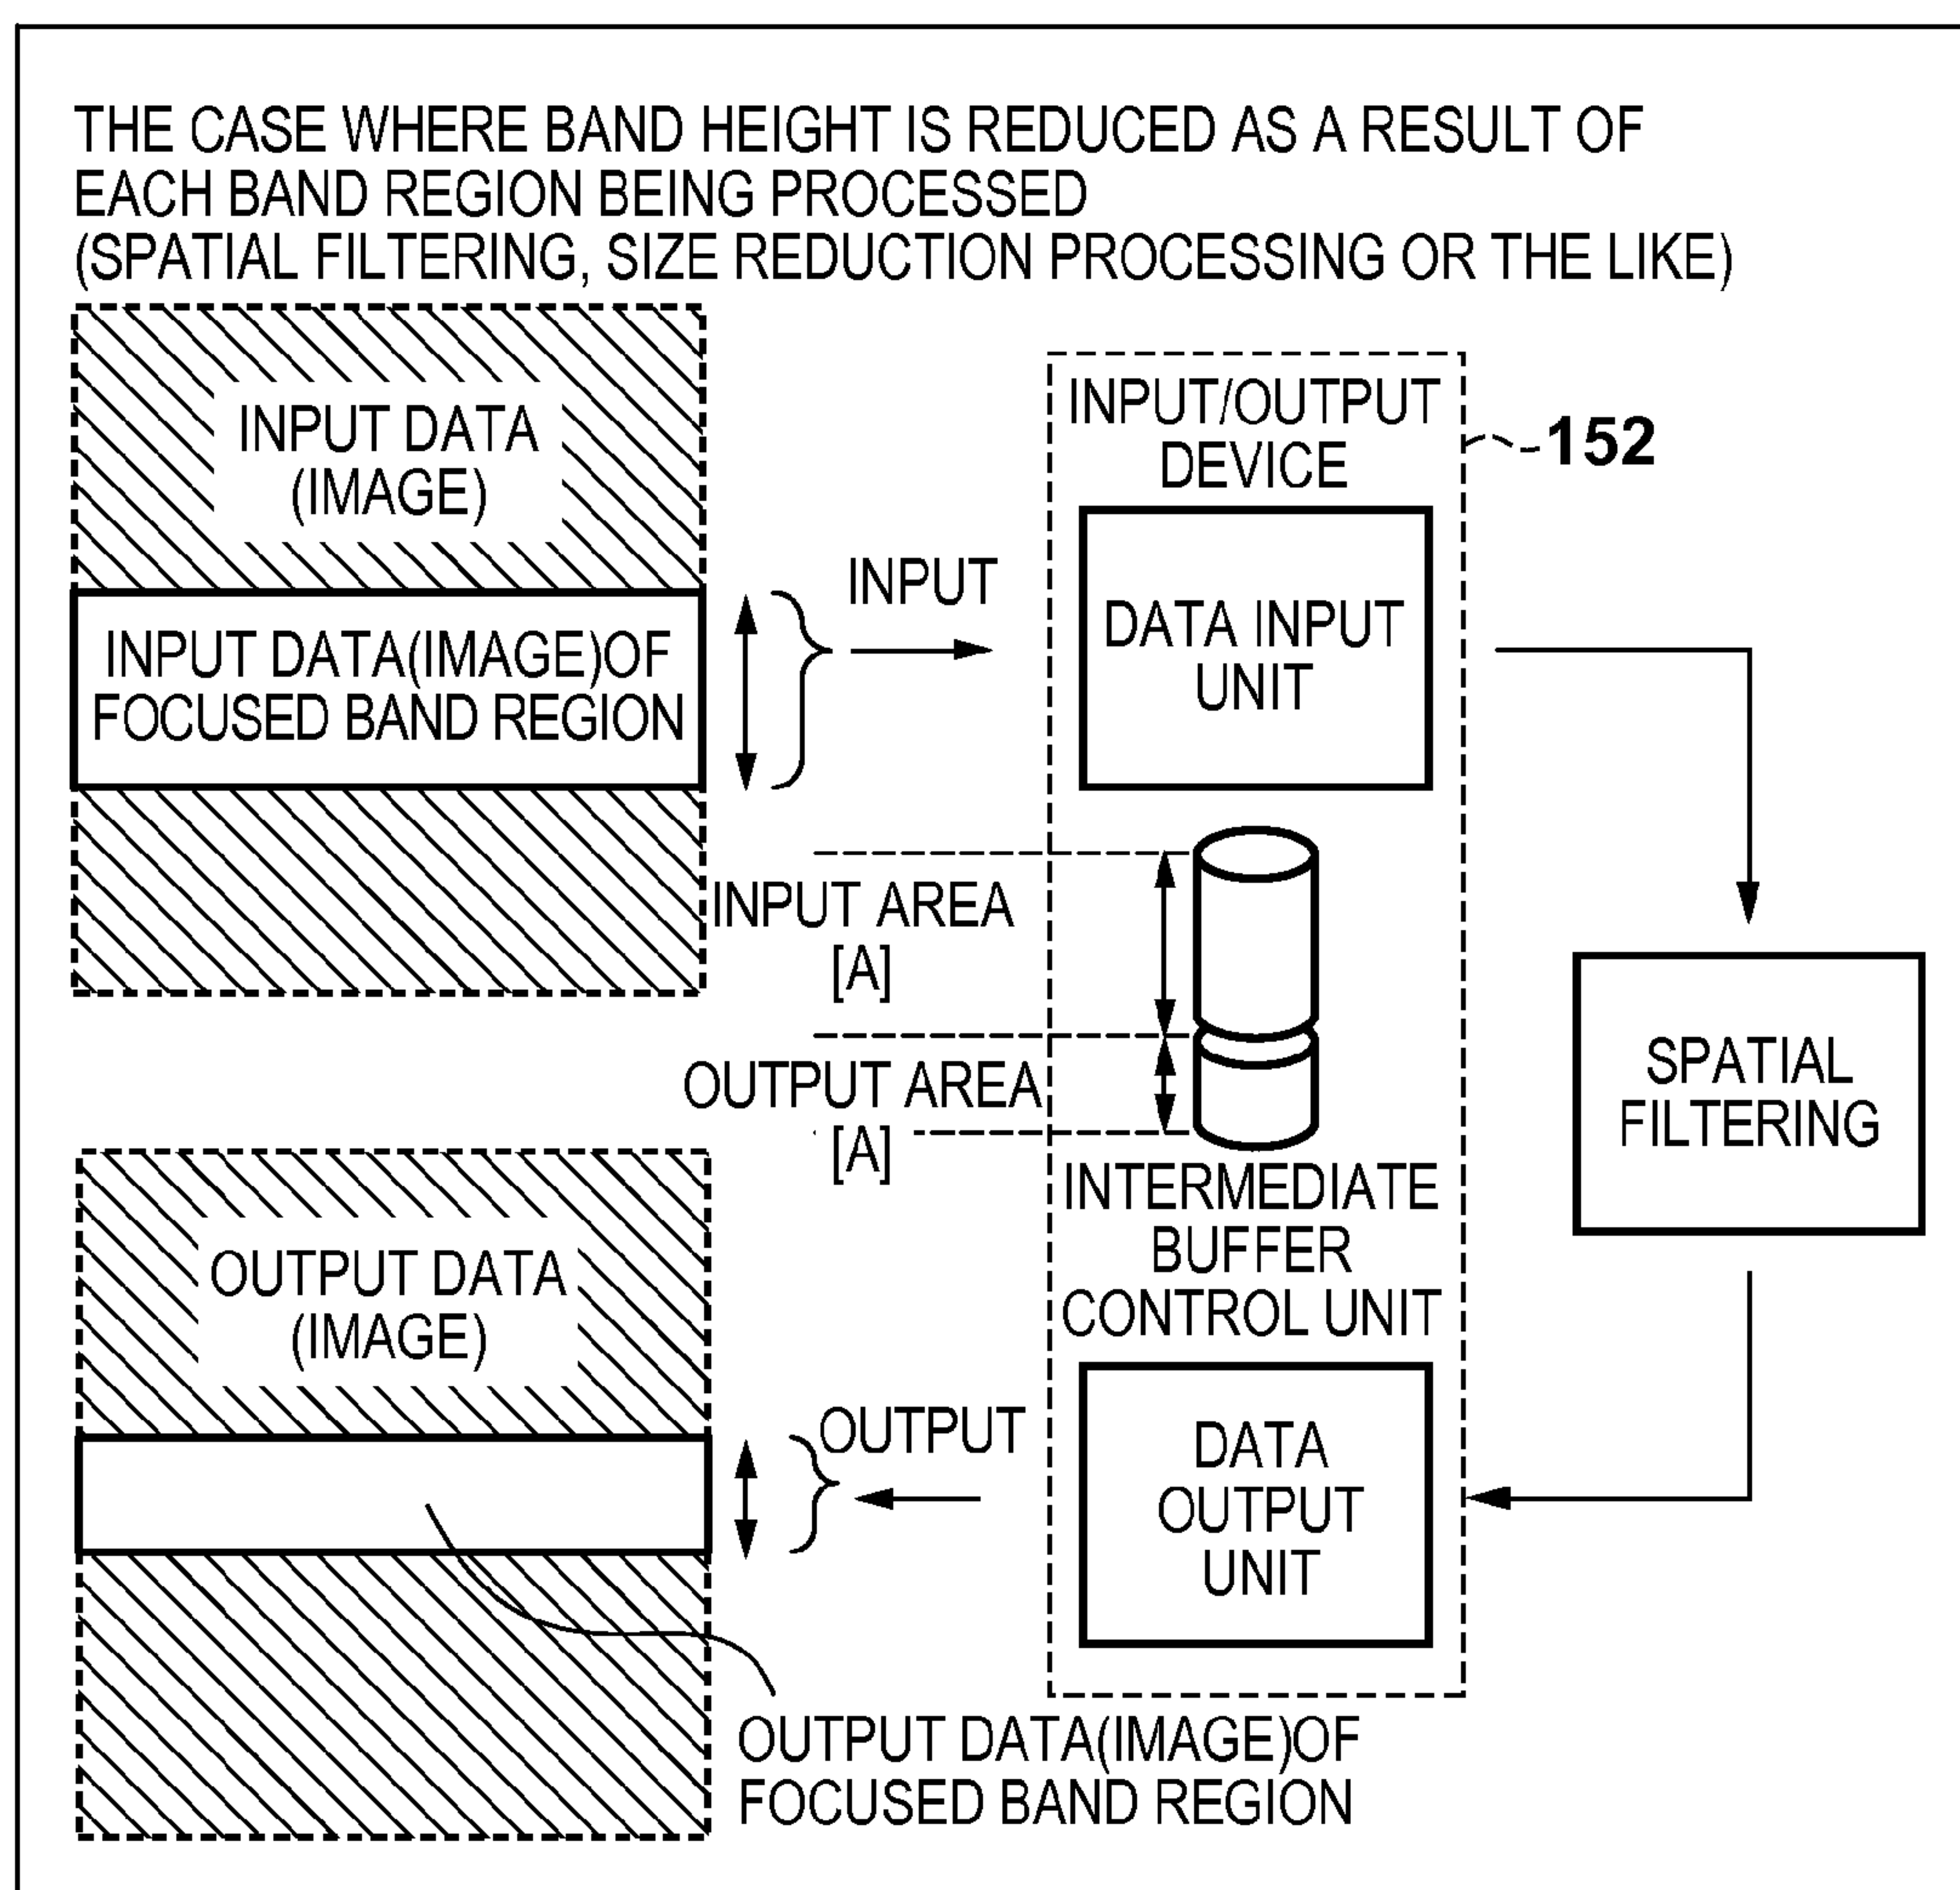 THE CASE WHERE BAND HEIGHT IS REDUCED AS A RESULT OF
EACH BAND REGION BEING PROCESSED
(SPATIAL FILTERING, SIZE REDUCTION PROCESSING OR THE LIKE)
INPUT DATA
(IMAGE)
INPUT DATA(IMAGE)OF
FOCUSED BAND REGION
INPUT
INPUT/OUTPUT
DEVICE
152
DATA INPUT
UNIT
INPUT AREA
[A]
OUTPUT AREA
[A]
INTERMEDIATE
BUFFER
CONTROL UNIT
SPATIAL
FILTERING
OUTPUT DATA
(IMAGE)
OUTPUT
DATA
OUTPUT
UNIT
OUTPUT DATA(IMAGE)OF
FOCUSED BAND REGION